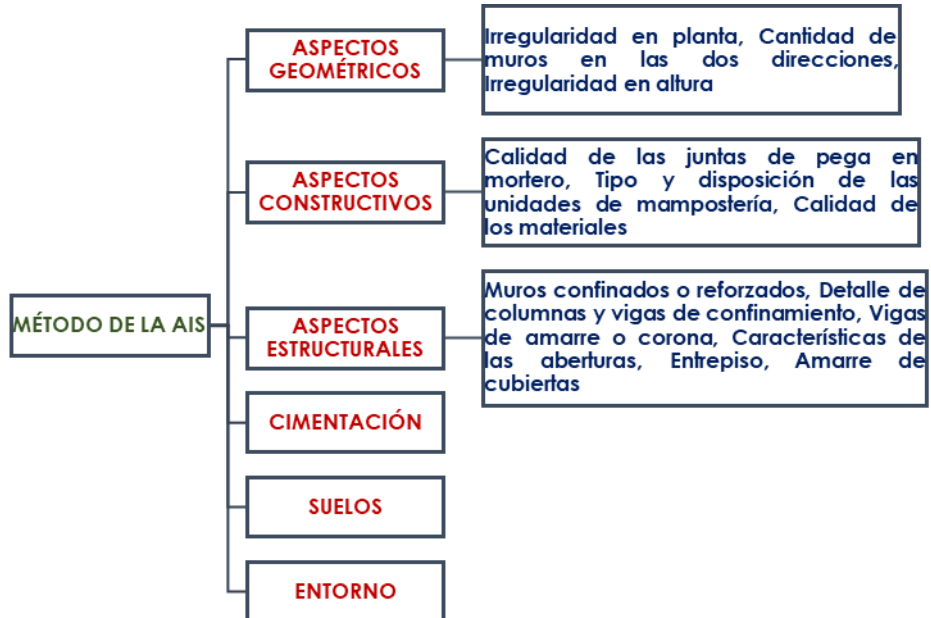 ASPECTOS
GEOMÉTRICOS
Irregularidad en planta, Cantidad de
muros en las dos direcciones,
Irregularidad en altura
ASPECTOS
CONSTRUCTIVOS
Calidad de las juntas de pega en
mortero, Tipo y disposición de las
unidades de mampostería, Calidad de
los materiales
MÉTODO DE LA AIS
ASPECTOS
ESTRUCTURALES
Muros confinados o reforzados, Detalle de
columnas y vigas de confinamiento, Vigas
de amarre o corona, Características de
las aberturas, Entrepiso, Amarre de
cubiertas
CIMENTACIÓN
SUELOS
ENTORNO